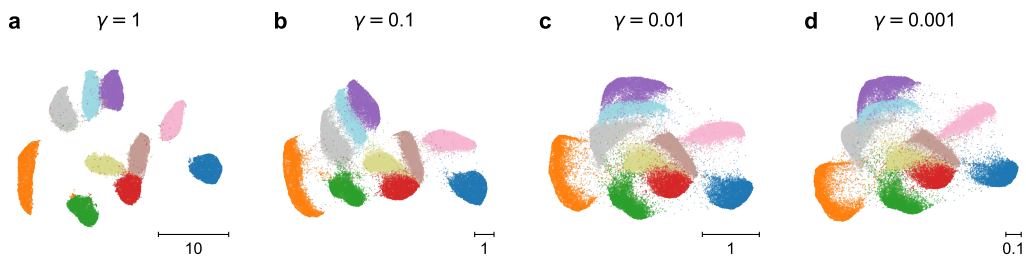 a γ = 1
b γ = 0.1
c γ = 0.01
d γ = 0.001
10
1
1
0.1